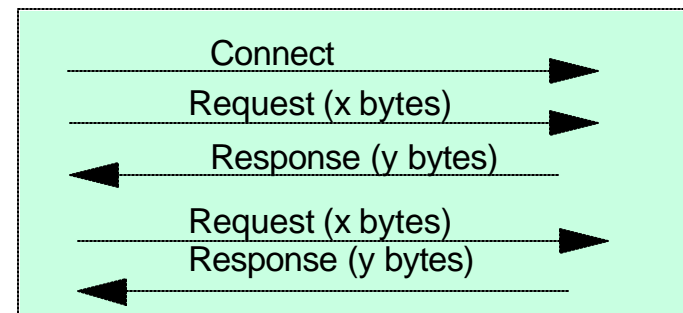 Connect
Request (x bytes)
Response (y bytes)
Request (x bytes)
Response (y bytes)